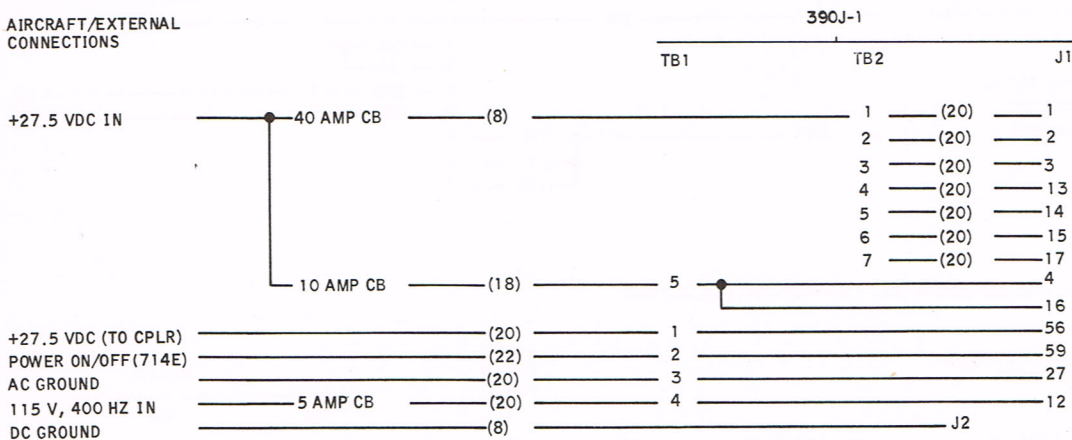 AIRCRAFT/EXTERNAL
CONNECTIONS
390J-1
TB1 TB2 J1
+27.5 VDC IN 40 AMP CB (8) 1 (20) 1
2 (20) 2
3 (20) 3
4 (20) 13
5 (20) 14
6 (20) 15
7 (20) 17
10 AMP CB (18) 5 4
16
+27.5 VDC (TO CPLR) (20) 1 56
POWER ON/OFF(714E) (22) 2 59
AC GROUND (20) 3 27
115 V, 400 HZ IN 5 AMP CB (20) 4 12
DC GROUND (8) J2